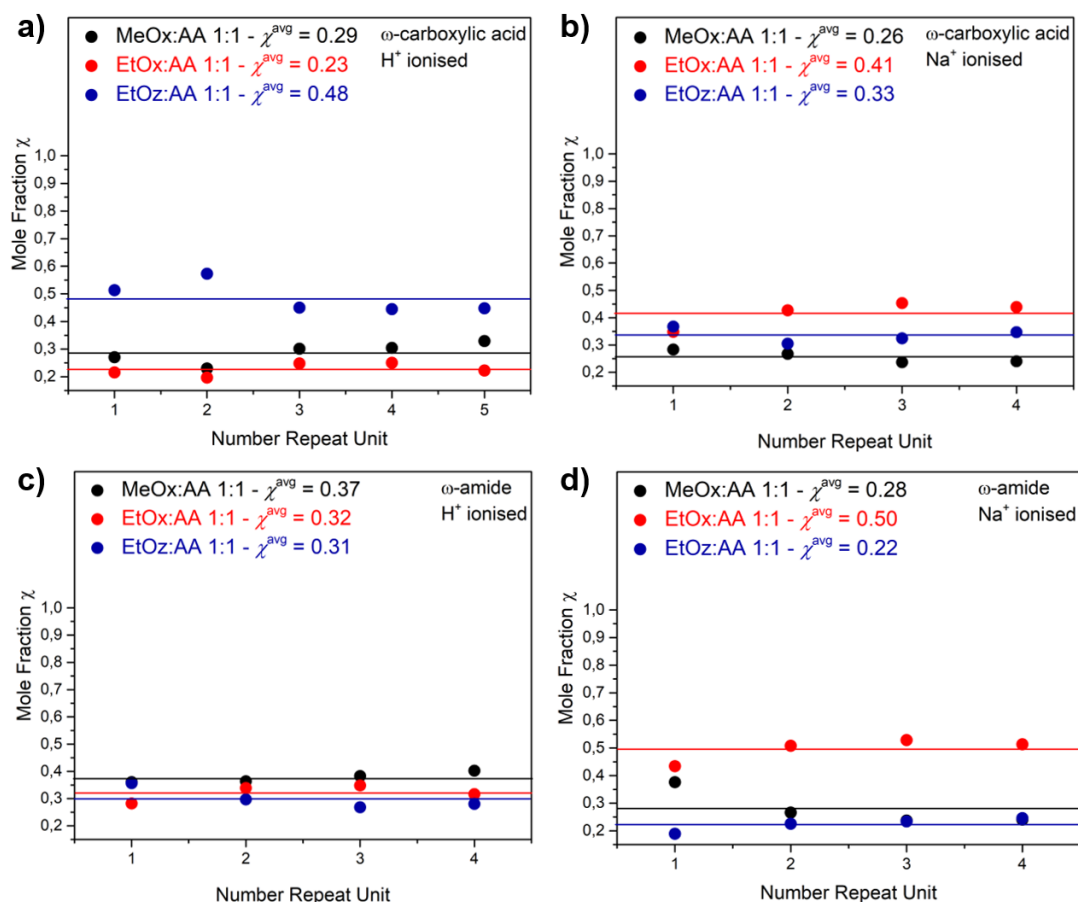 a)
MeOx:AA 1:1 - χavg = 0.29
EtOx:AA 1:1 - χavg = 0.23
EtOz:AA 1:1 - χavg = 0.48
ω-carboxylic acid
H+ ionised
1,0
0,9
0,8
0,7
0,6
0,5
0,4
0,3
0,2
Mole Fraction χ
1 2 3 4 5
Number Repeat Unit
b)
MeOx:AA 1:1 - χavg = 0.26
EtOx:AA 1:1 - χavg = 0.41
EtOz:AA 1:1 - χavg = 0.33
ω-carboxylic acid
Na+ ionised
1,0
0,9
0,8
0,7
0,6
0,5
0,4
0,3
0,2
Mole Fraction χ
1 2 3 4
Number Repeat Unit
c)
MeOx:AA 1:1 - χavg = 0.37
EtOx:AA 1:1 - χavg = 0.32
EtOz:AA 1:1 - χavg = 0.31
ω-amide
H+ ionised
1,0
0,9
0,8
0,7
0,6
0,5
0,4
0,3
0,2
Mole Fraction χ
1 2 3 4
Number Repeat Unit
d)
MeOx:AA 1:1 - χavg = 0.28
EtOx:AA 1:1 - χavg = 0.50
EtOz:AA 1:1 - χavg = 0.22
ω-amide
Na+ ionised
1,0
0,9
0,8
0,7
0,6
0,5
0,4
0,3
0,2
Mole Fraction χ
1 2 3 4
Number Repeat Unit